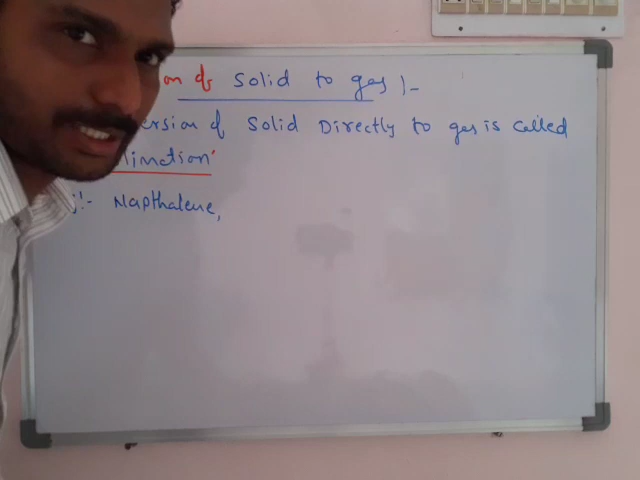 on of Solid to gas :-
ersion of Solid Directly to gas is called
limation"
:- Napthalene,